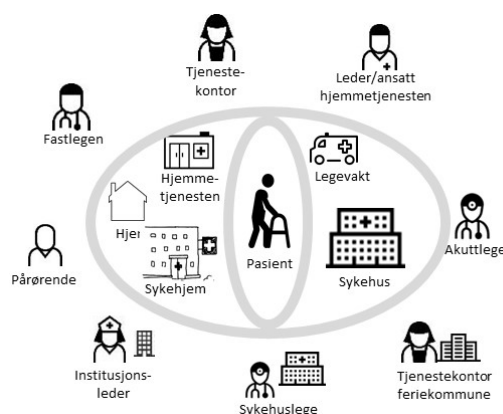 Tjeneste-
kontor
Leder/ansatt
hjemmetjenesten
Fastlegen
Hjemme-
tjenesten
Legevakt
Hjer
Pårørende
Sykehjem
Pasient
Sykehus
Akuttlege
Institusjons-
leder
Sykehuslege
Tjenestekontor
feriekommune